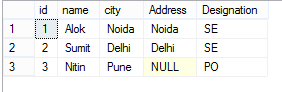 id name city Address Designation
1 1 Alok Noida Noida SE
2 2 Sumit Delhi Delhi SE
3 3 Nitin Pune NULL PO